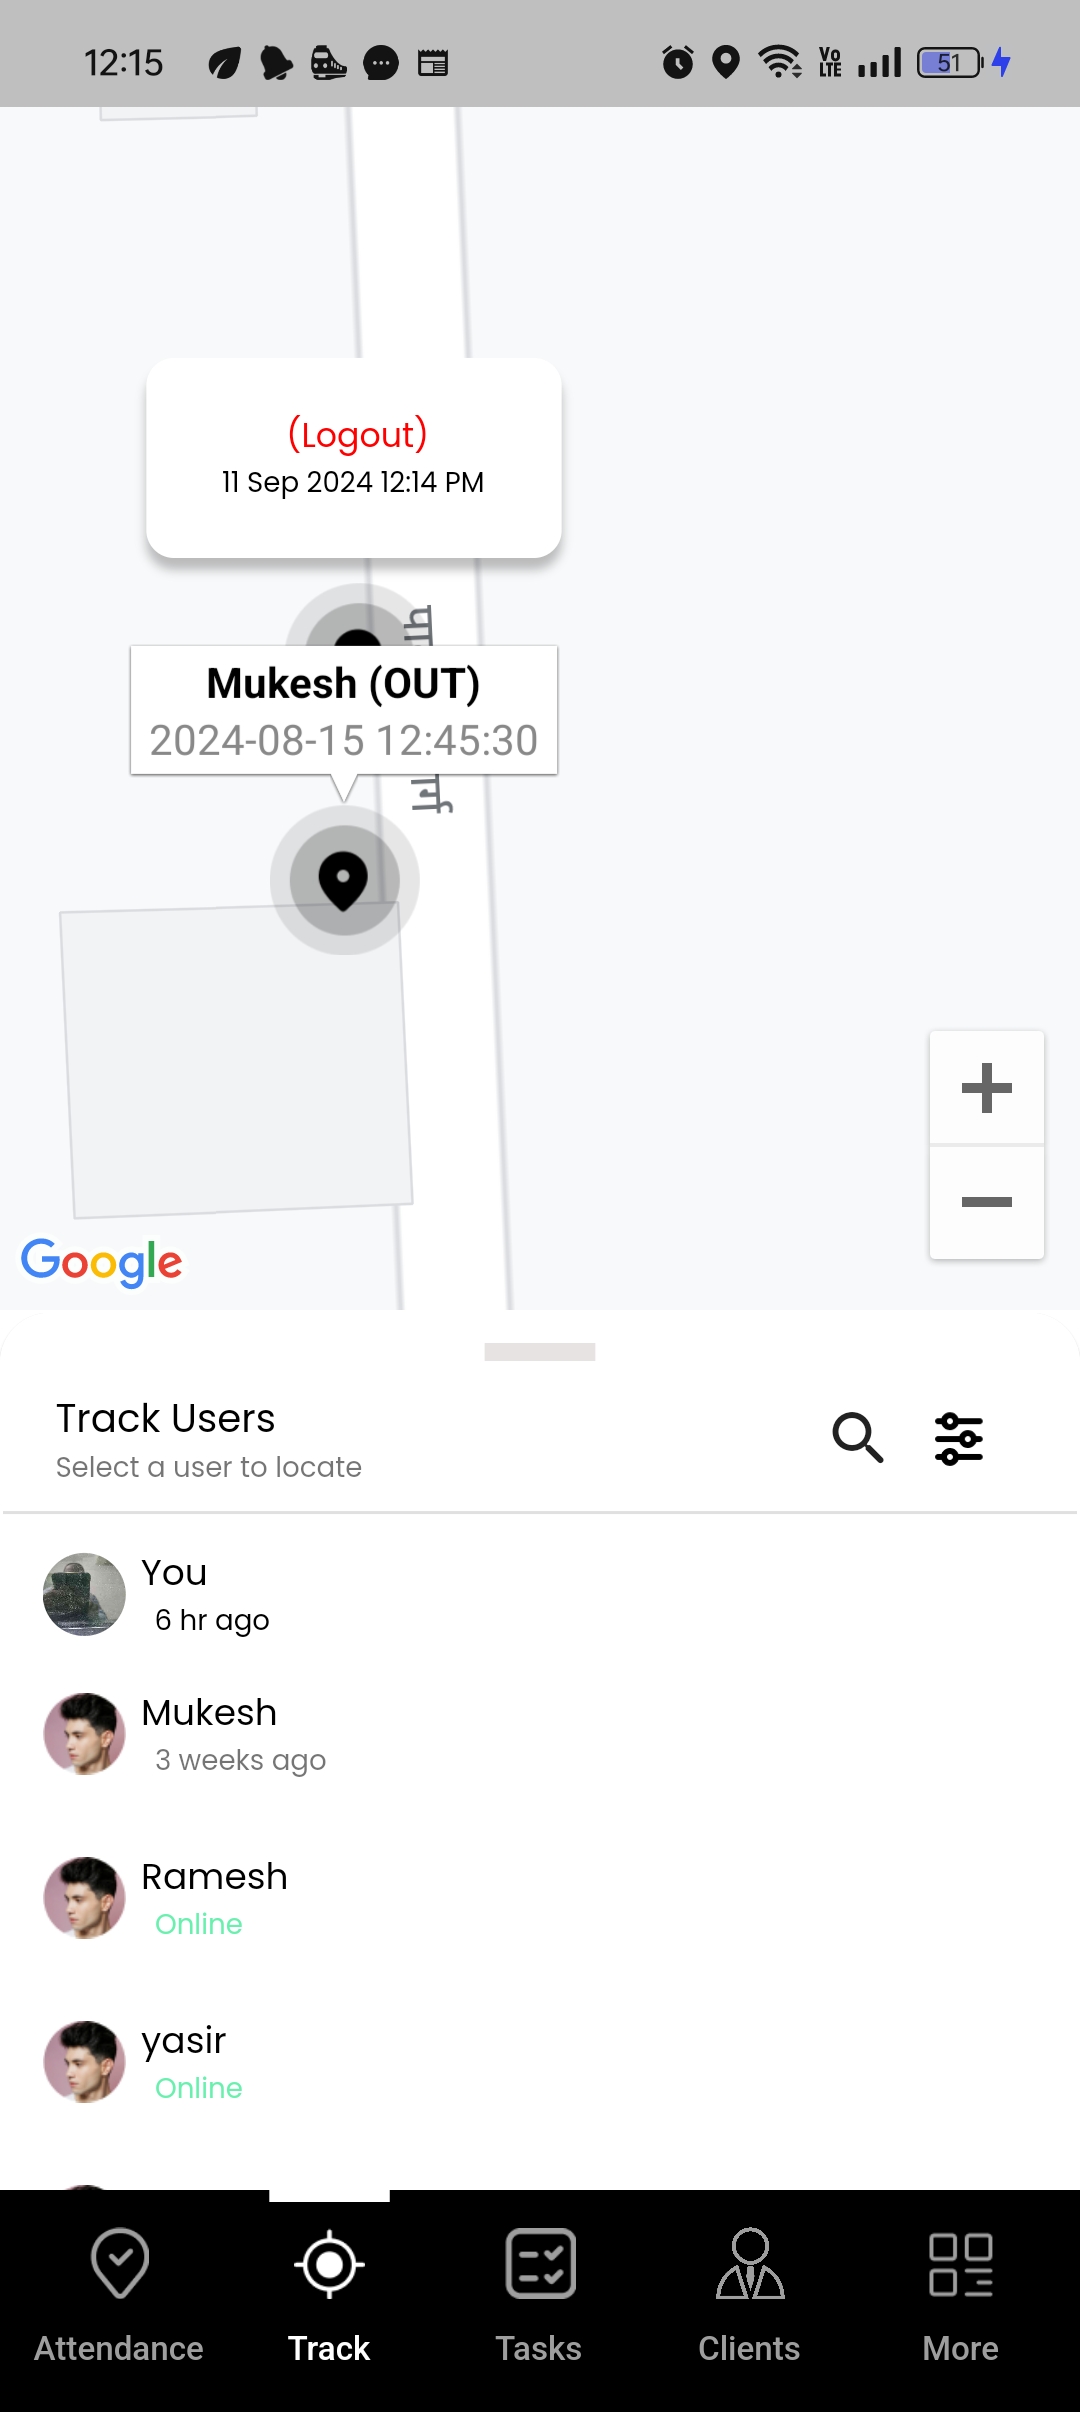 12:15
Vo
LTE
51
(Logout)
11 Sep 2024 12:14 PM
Mukesh (OUT)
2024-08-15 12:45:30
Google
Track Users
Select a user to locate
You
6 hr ago
Mukesh
3 weeks ago
Ramesh
Online
yasir
Online
Attendance
Track
Tasks
Clients
More